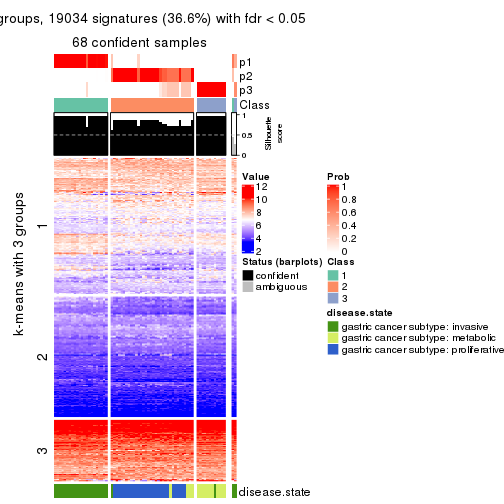 groups, 19034 signatures (36.6%) with fdr < 0.05
68 confident samples
p1
p2
p3
Class
1
0.5
0
Silhouette
score
k-means with 3 groups
1
2
3
Value
12
10
8
6
4
2
Prob
1
0.8
0.6
0.4
0.2
0
Status (barplots)
confident
ambiguous
Class
1
2
3
disease.state
gastric cancer subtype: invasive
gastric cancer subtype: metabolic
gastric cancer subtype: proliferative
disease.state